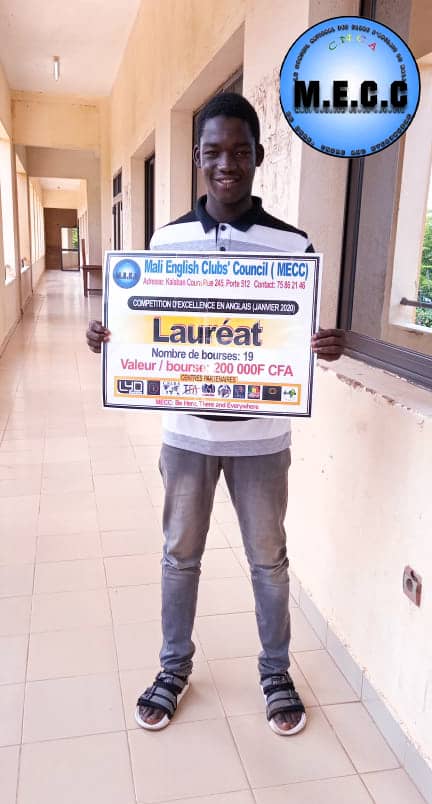 C N C A
M.E.C.C
M.E.C.C
Mali English Clubs' Council ( MECC)
Adresse: Kalaban Coura Rue 245, Porte 512 Contact: 75 86 21 46
COMPETITION D'EXCELLENCE EN ANGLAIS (JANVIER 2020)
Lauréat
Nombre de bourses: 19
Valeur / bourse: 200 000F CFA
CENTRES PARTENAIRES
MECC: Be Here, There and Everywhere